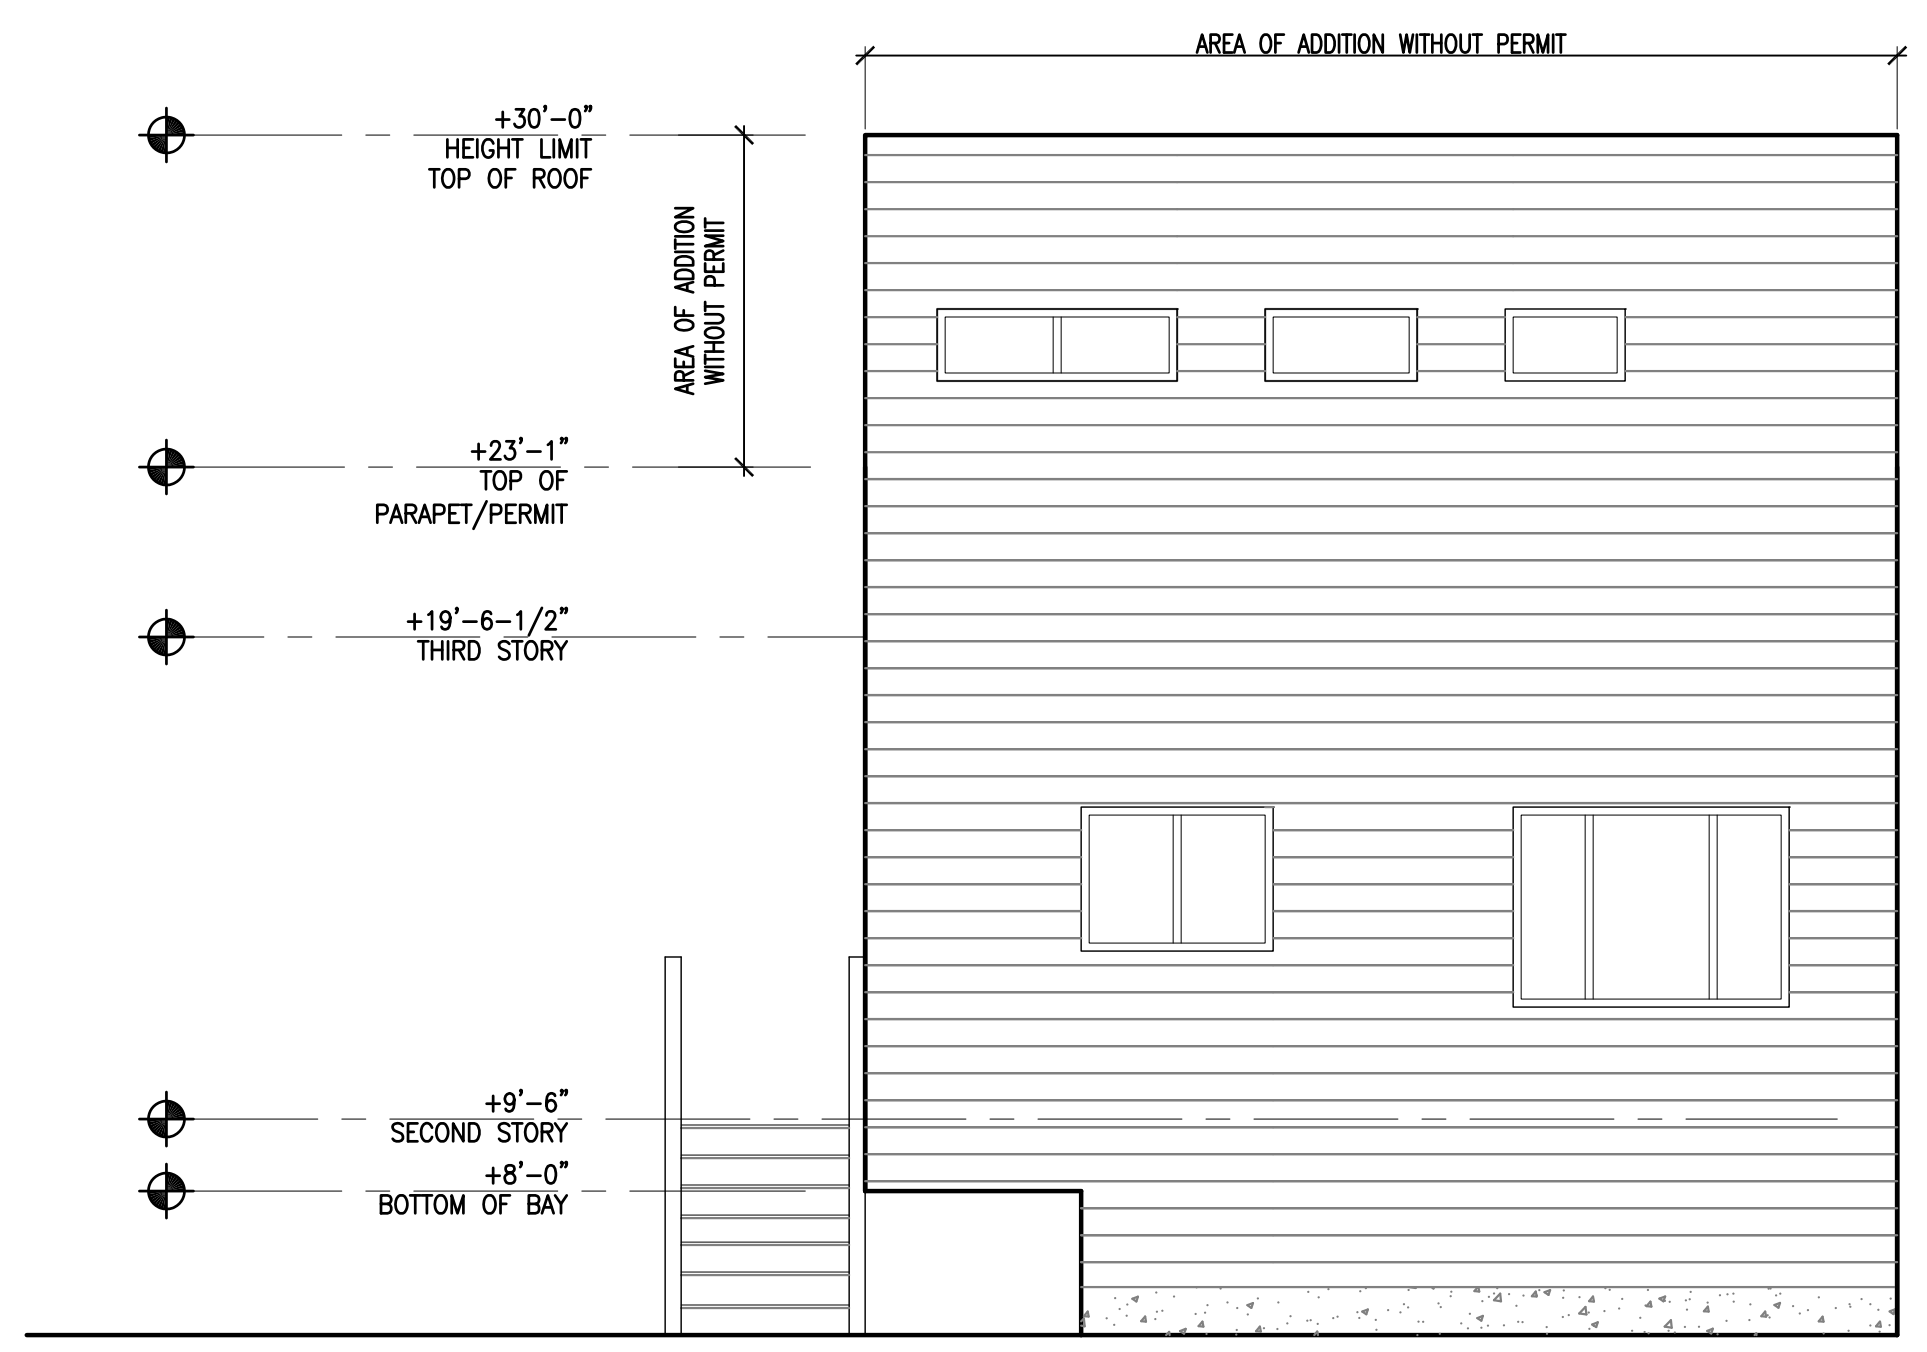 AREA OF ADDITION WITHOUT PERMIT
+30'-0"
HEIGHT LIMIT
TOP OF ROOF
AREA OF ADDITION
WITHOUT PERMIT
+23'-1"
TOP OF
PARAPET/PERMIT
+19'-6-1/2"
THIRD STORY
+9'-6"
SECOND STORY
+8'-0"
BOTTOM OF BAY